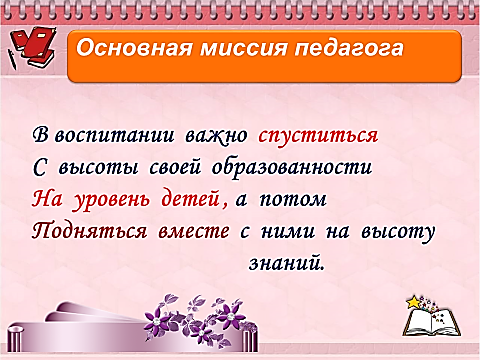 Основная миссия педагога
В воспитании важно спуститься
С высоты своей образованности
На уровень детей, а потом
Подняться вместе с ними на высоту
знаний.